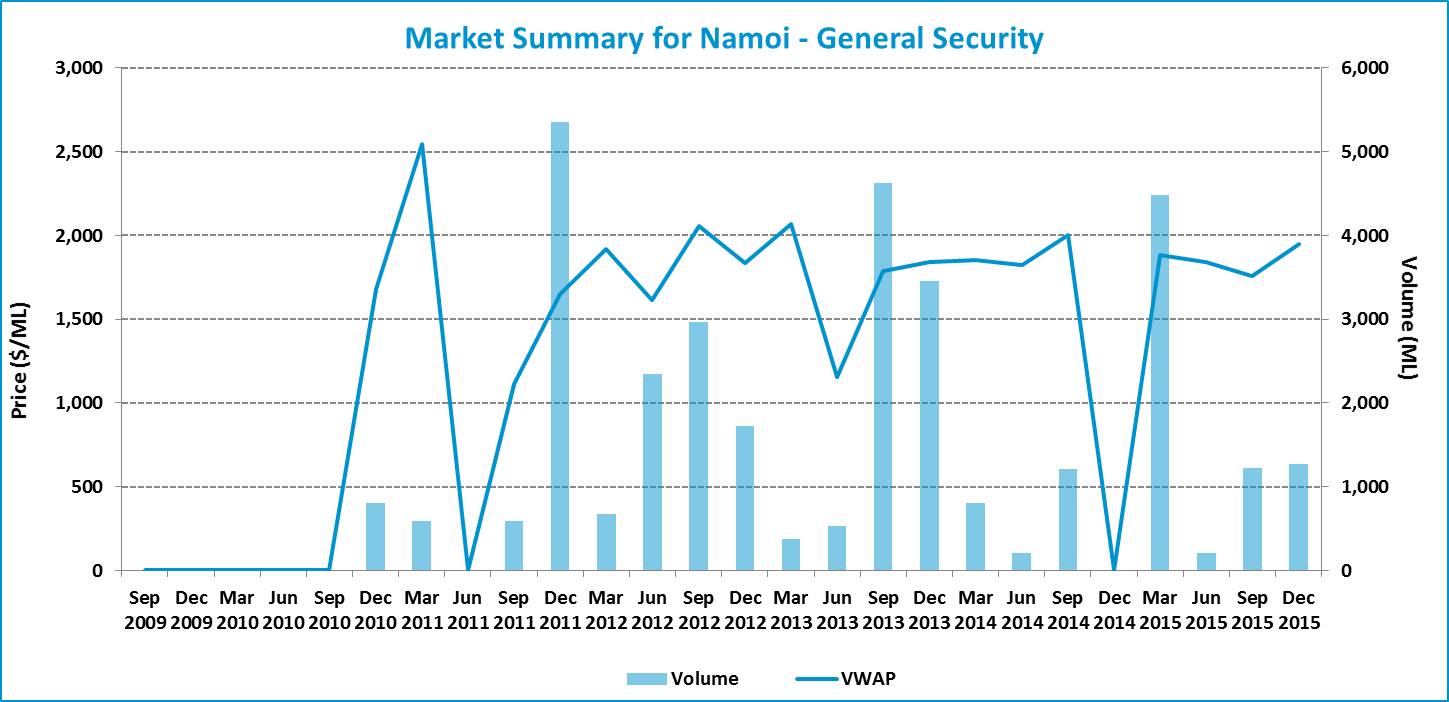 Market Summary for Namoi - General Security
3,000
2,500
2,000
1,500
1,000
500
0
Price ($/ML)
6,000
5,000
4,000
3,000
2,000
1,000
0
Volume (ML)
Sep Dec Mar Jun Sep Dec Mar Jun Sep Dec Mar Jun Sep Dec Mar Jun Sep Dec Mar Jun Sep Dec Mar Jun Sep Dec
2009 2009 2010 2010 2010 2010 2011 2011 2011 2011 2012 2012 2012 2012 2013 2013 2013 2013 2014 2014 2014 2014 2015 2015 2015 2015
Volume VWAP